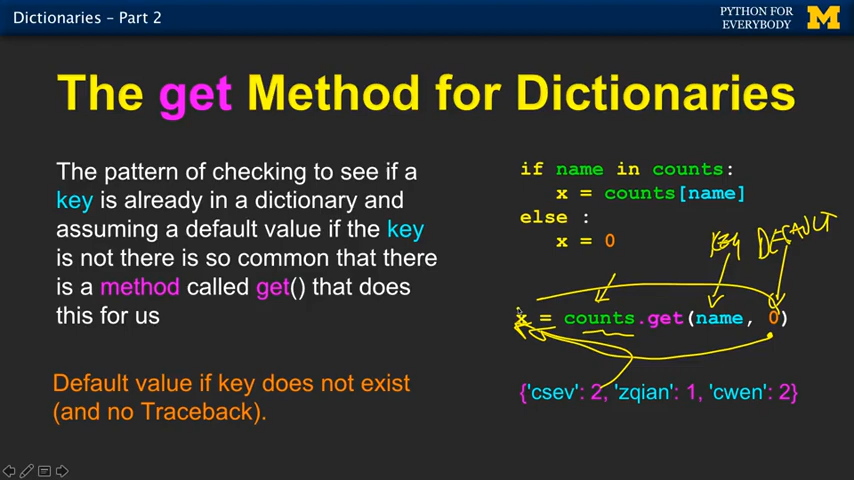 Dictionaries – Part 2
PYTHON FOR
EVERYBODY
M
The get Method for Dictionaries
The pattern of checking to see if a
key is already in a dictionary and
assuming a default value if the key
is not there is so common that there
is a method called get() that does
this for us
Default value if key does not exist
(and no Traceback).
if name in counts:
x = counts[name]
else :
x = 0
KEY DEFAULT
x = counts.get(name, 0)
{'csev': 2, 'zqian': 1, 'cwen': 2}